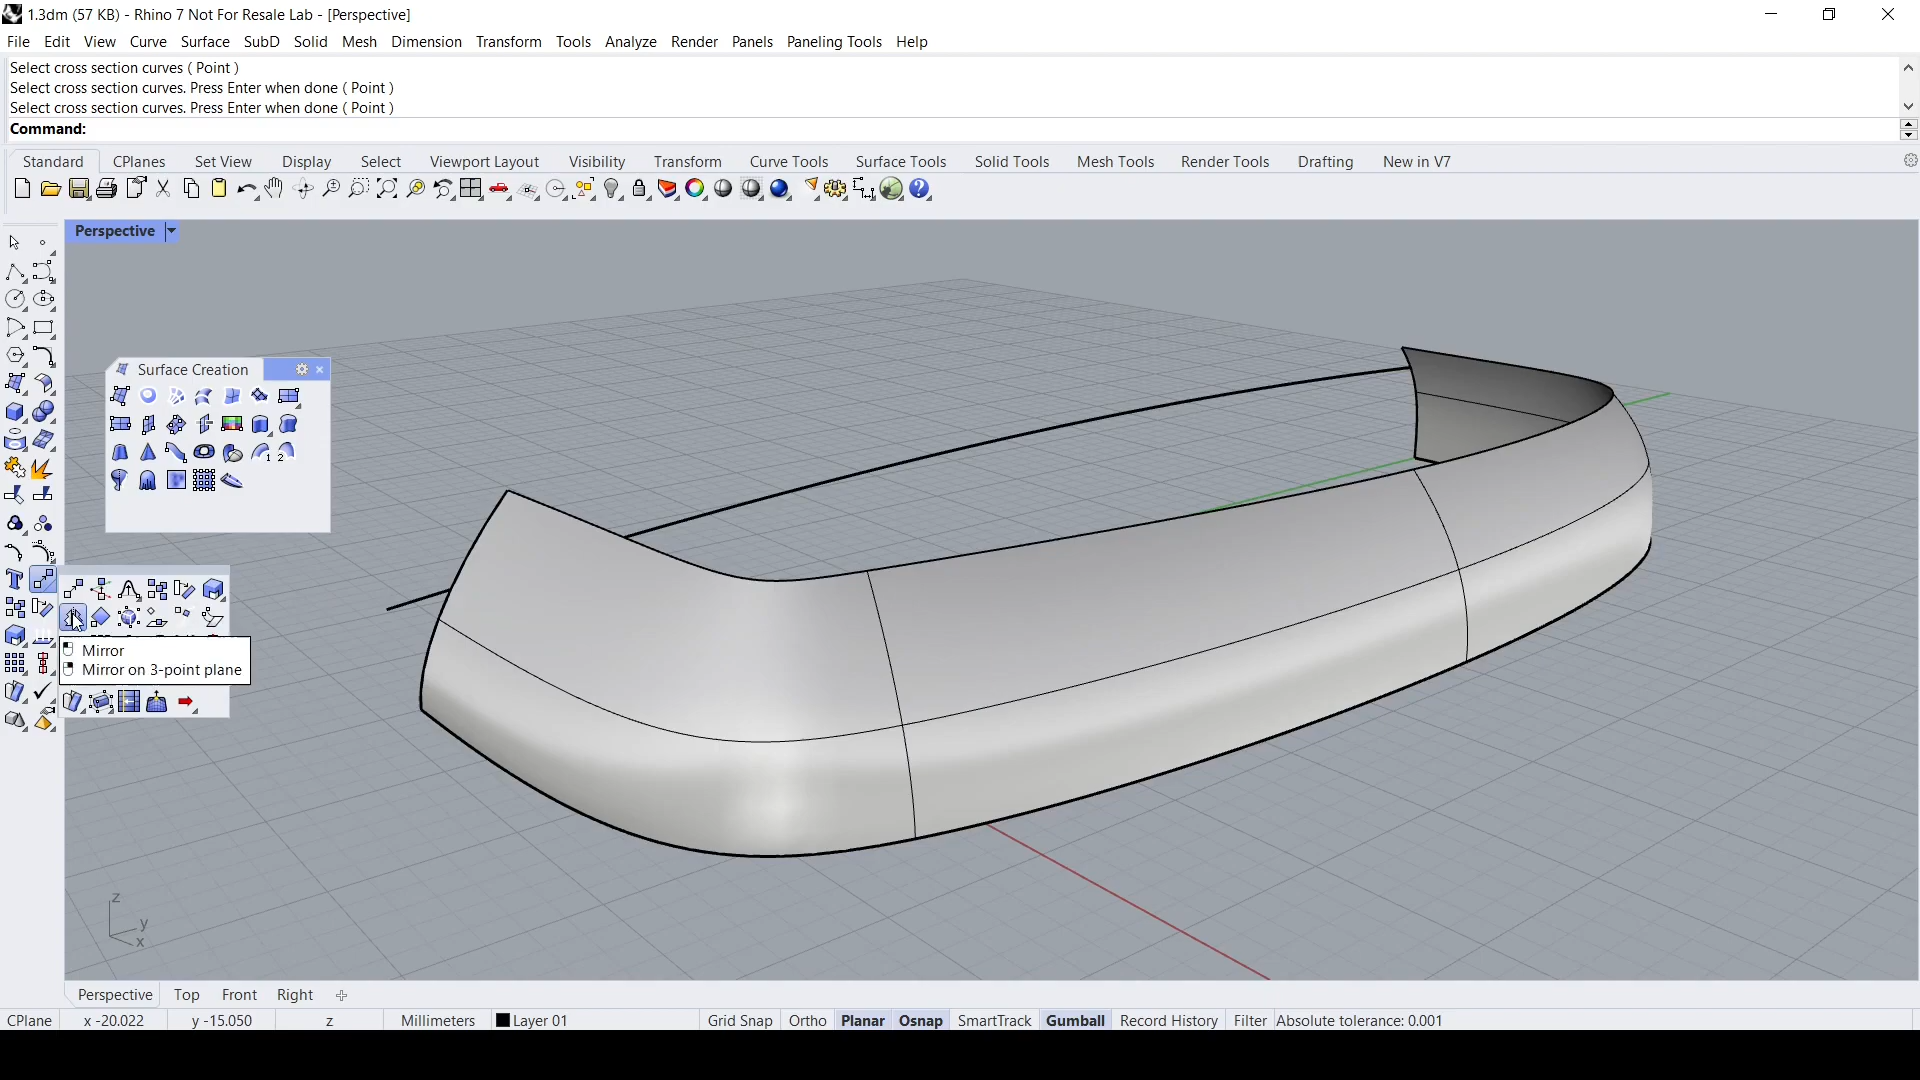 1.3dm (57 KB) - Rhino 7 Not For Resale Lab - [Perspective]
File Edit View Curve Surface SubD Solid Mesh Dimension Transform Tools Analyze Render Panels Paneling Tools Help
Select cross section curves ( Point )
Select cross section curves. Press Enter when done ( Point )
Select cross section curves. Press Enter when done ( Point )
Command:
Standard CPlanes Set View Display Select Viewport Layout Visibility Transform Curve Tools Surface Tools Solid Tools Mesh Tools Render Tools Drafting New in V7
Perspective
Surface Creation
Mirror
Mirror on 3-point plane
z
y
x
Perspective Top Front Right
CPlane x -20.022 y -15.050 z Millimeters Layer 01 Grid Snap Ortho Planar Osnap SmartTrack Gumball Record History Filter Absolute tolerance: 0.001